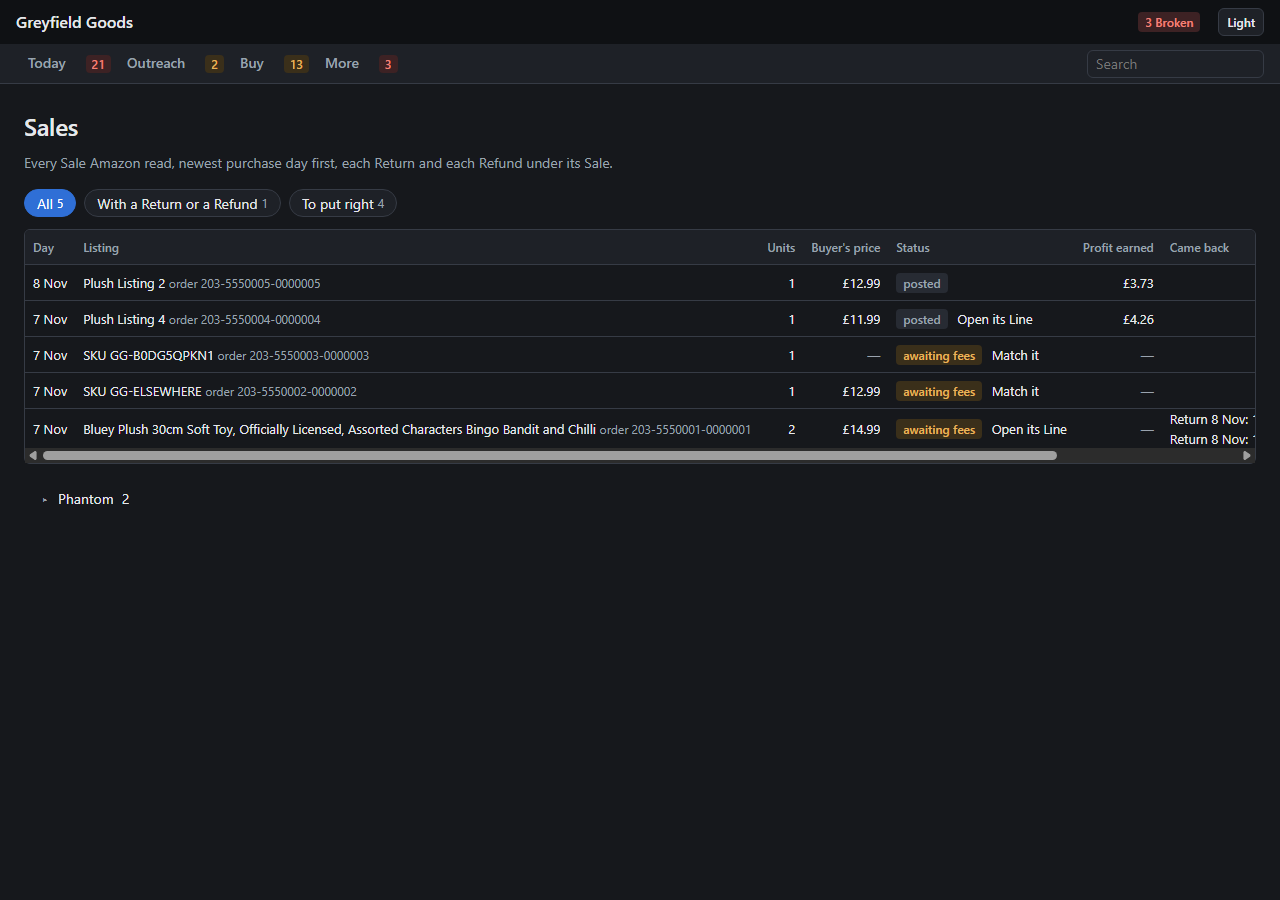 Greyfield Goods 3 Broken Light
Today 21 Outreach 2 Buy 13 More 3 Search
Sales
Every Sale Amazon read, newest purchase day first, each Return and each Refund under its Sale.
All 5 With a Return or a Refund 1 To put right 4
Day Listing Units Buyer's price Status Profit earned Came back
8 Nov Plush Listing 2 order 203-5550005-0000005 1 £12.99 posted £3.73
7 Nov Plush Listing 4 order 203-5550004-0000004 1 £11.99 posted Open its Line £4.26
7 Nov SKU GG-B0DG5QPKN1 order 203-5550003-0000003 1 — awaiting fees Match it —
7 Nov SKU GG-ELSEWHERE order 203-5550002-0000002 1 £12.99 awaiting fees Match it —
7 Nov Bluey Plush 30cm Soft Toy, Officially Licensed, Assorted Characters Bingo Bandit and Chilli order 203-5550001-0000001 2 £14.99 awaiting fees Open its Line — Return 8 Nov:
Return 8 Nov:
Phantom 2